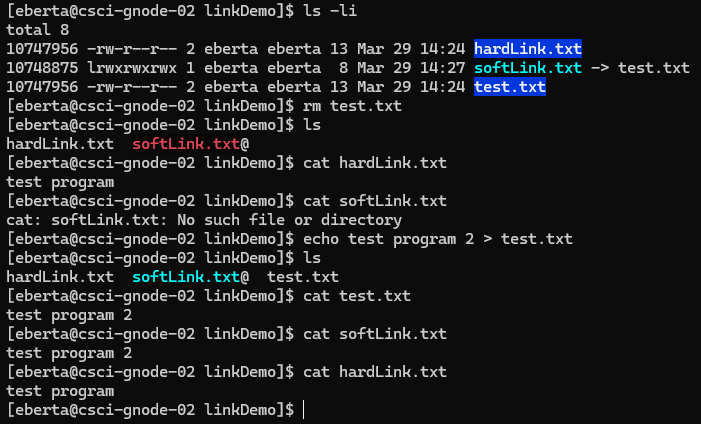 [eberta@csci-gnode-02 linkDemo]$ ls -li
total 8
10747956 -rw-r--r-- 2 eberta eberta 13 Mar 29 14:24 hardLink.txt
10748875 lrwxrwxrwx 1 eberta eberta  8 Mar 29 14:27 softLink.txt -> test.txt
10747956 -rw-r--r-- 2 eberta eberta 13 Mar 29 14:24 test.txt
[eberta@csci-gnode-02 linkDemo]$ rm test.txt
[eberta@csci-gnode-02 linkDemo]$ ls
hardLink.txt  softLink.txt@
[eberta@csci-gnode-02 linkDemo]$ cat hardLink.txt
test program
[eberta@csci-gnode-02 linkDemo]$ cat softLink.txt
cat: softLink.txt: No such file or directory
[eberta@csci-gnode-02 linkDemo]$ echo test program 2 > test.txt
[eberta@csci-gnode-02 linkDemo]$ ls
hardLink.txt  softLink.txt@  test.txt
[eberta@csci-gnode-02 linkDemo]$ cat test.txt
test program 2
[eberta@csci-gnode-02 linkDemo]$ cat softLink.txt
test program 2
[eberta@csci-gnode-02 linkDemo]$ cat hardLink.txt
test program
[eberta@csci-gnode-02 linkDemo]$